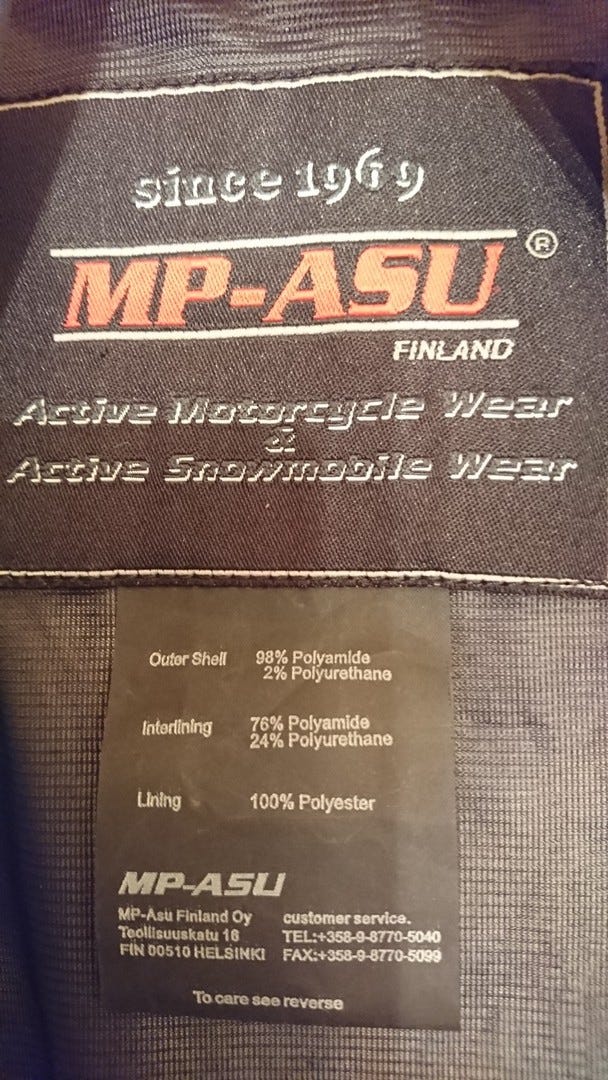 since 1969
MP-ASU ®
FINLAND
Active Motorcycle Wear
&
Active Snowmobile Wear
Outer Shell 98% Polyamide
2% Polyurethane
Interlining 76% Polyamide
24% Polyurethane
Lining 100% Polyester
MP-ASU
MP-Asu Finland Oy customer service.
Teollisuuskatu 18 TEL:+358-9-8770-5040
FIN 00510 HELSINKI FAX:+358-9-8770-5099
To care see reverse